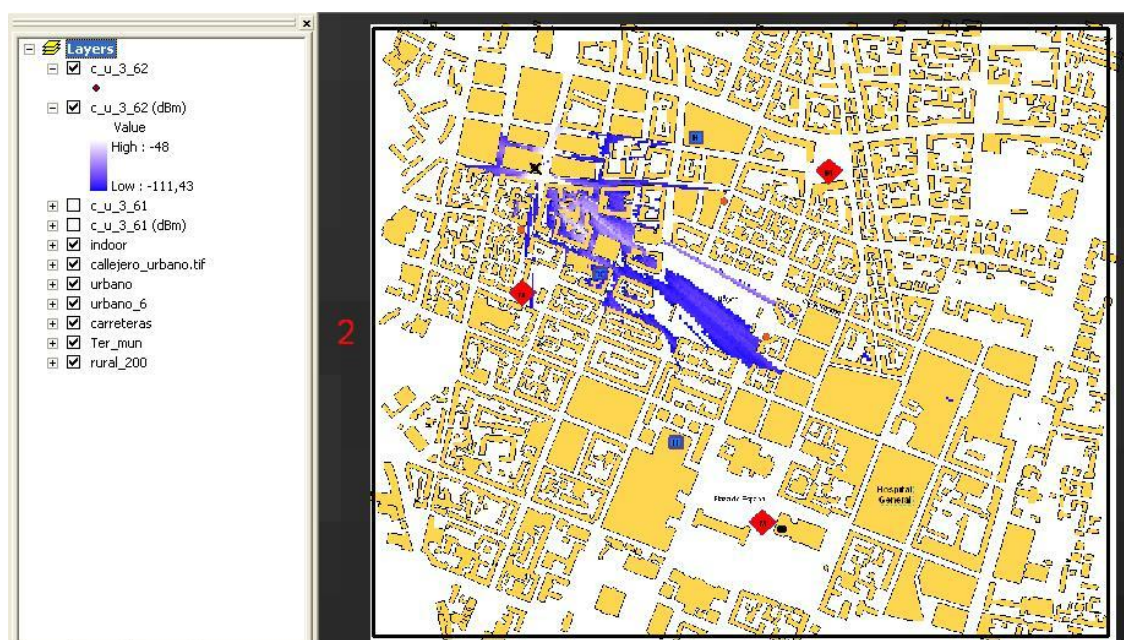 Layers
c_u_3_62
c_u_3_62 (dBm)
Value
High : -48
Low : -111,43
c_u_3_61
c_u_3_61 (dBm)
indoor
callejero_urbano.tif
urbano
urbano_6
carreteras
Ter_mun
rural_200
2
H
Hospital
General